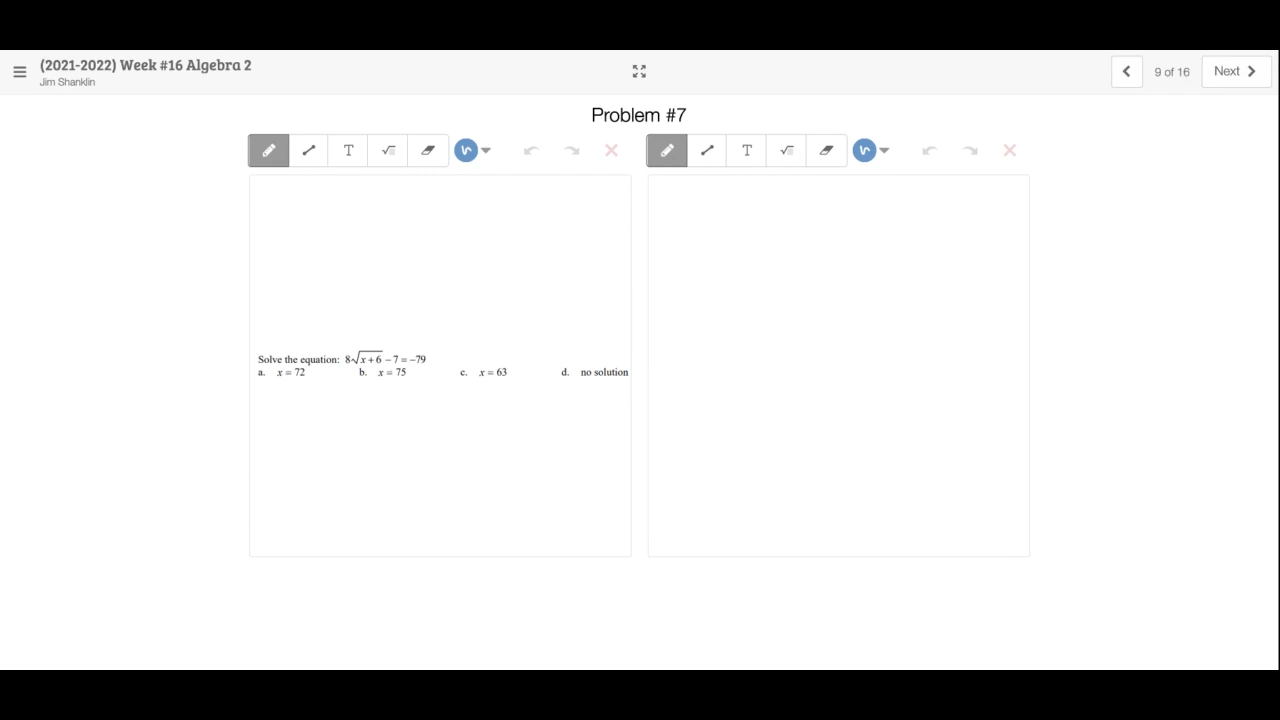 (2021-2022) Week #16 Algebra 2
Jim Shanklin
9 of 16
Next
Problem #7
T
T
Solve the equation: 8√x+6 − 7 = −79
a. x = 72 b. x = 75 c. x = 63 d. no solution